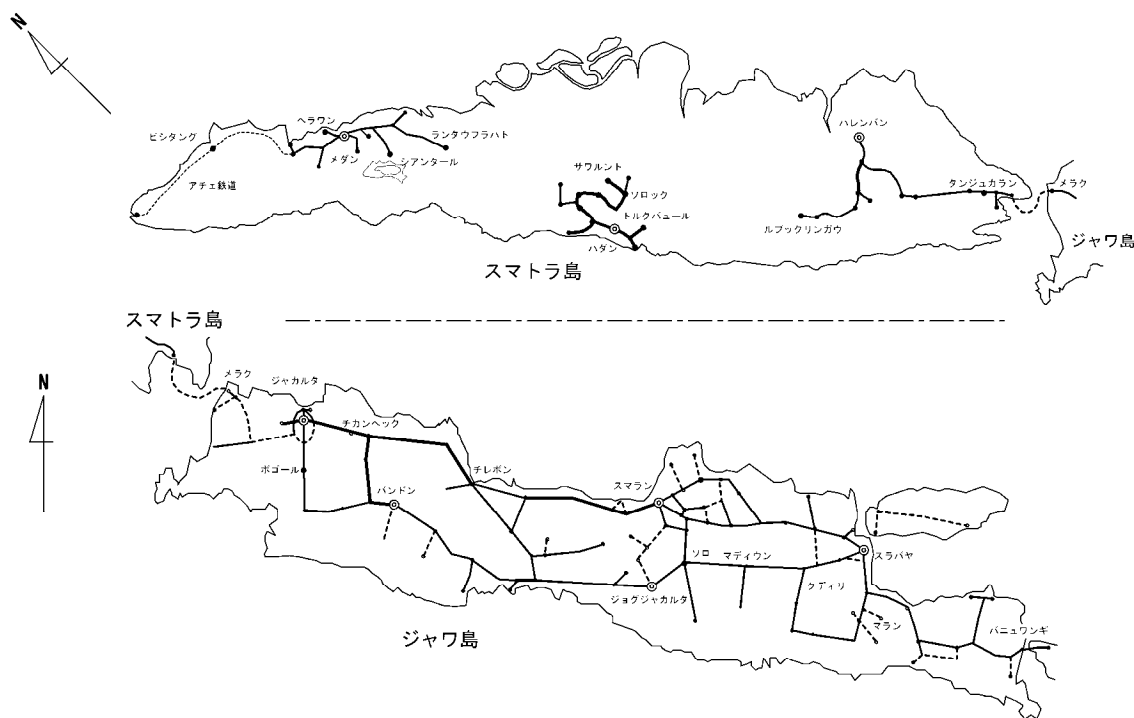 N
ヘラワン
ビシタング
ランタウフラハト
メダン
シアンタール
アチェ鉄道
ハレンバン
サワルント
ソロック
トルクバュール
ハダン
タンジュカラン
メラク
ルブックリンガウ
ジャワ島
スマトラ島
スマトラ島
N
メラク
ジャカルタ
チカンヘック
ボゴール
チレボン
バンドン
スマラン
ソロ
マディウン
スラバヤ
ジョグジャカルタ
クディリ
マラン
バニュワンギ
ジャワ島